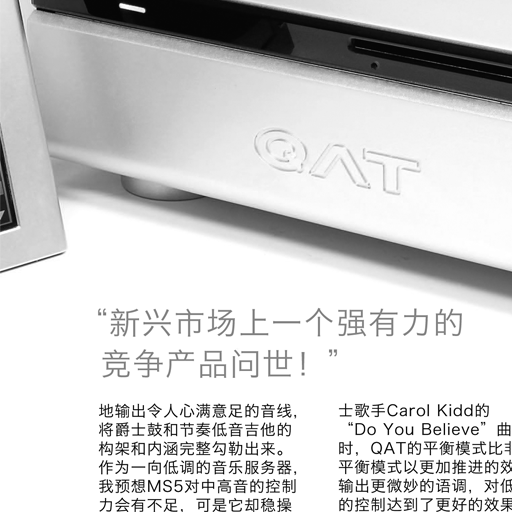 QAT
“新兴市场上一个强有力的
竞争产品问世！”
地输出令人心满意足的音线，
将爵士鼓和节奏低音吉他的
构架和内涵完整勾勒出来。
作为一向低调的音乐服务器，
我预想MS5对中高音的控制
力会有不足，可是它却稳操
士歌手Carol Kidd的
“Do You Believe”曲
时，QAT的平衡模式比非
平衡模式以更加推进的效
输出更微妙的语调，对低
的控制达到了更好的效果